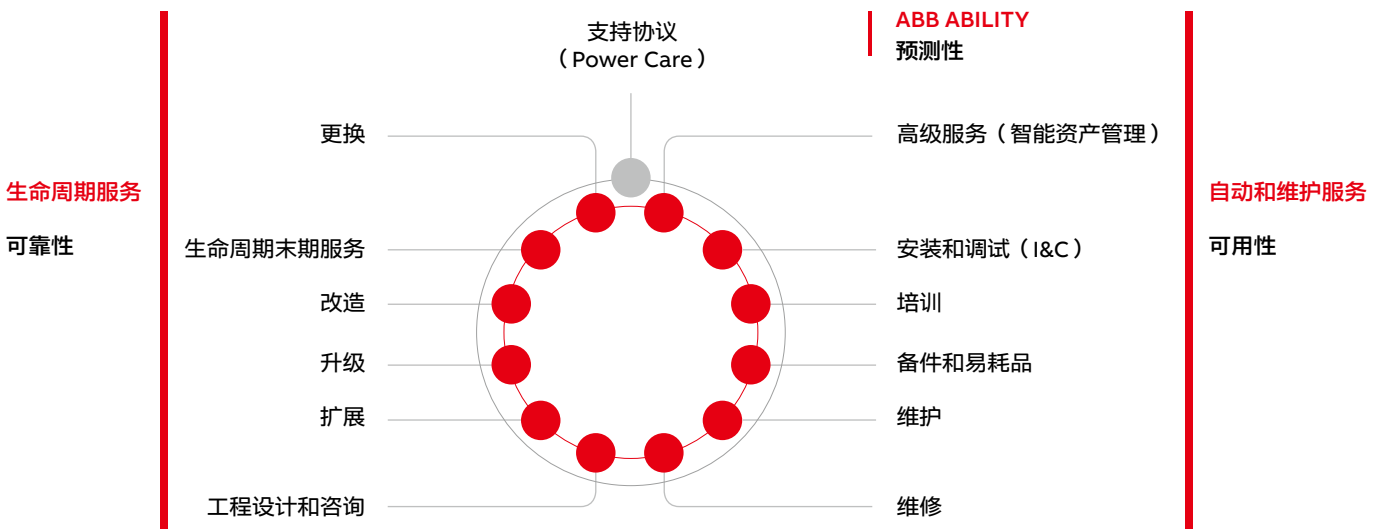 支持协议
（Power Care）
ABB ABILITY
预测性
更换
高级服务（智能资产管理）
生命周期服务
可靠性
自动和维护服务
可用性
生命周期末期服务
安装和调试（I&C）
改造
培训
升级
备件和易耗品
扩展
维护
工程设计和咨询
维修